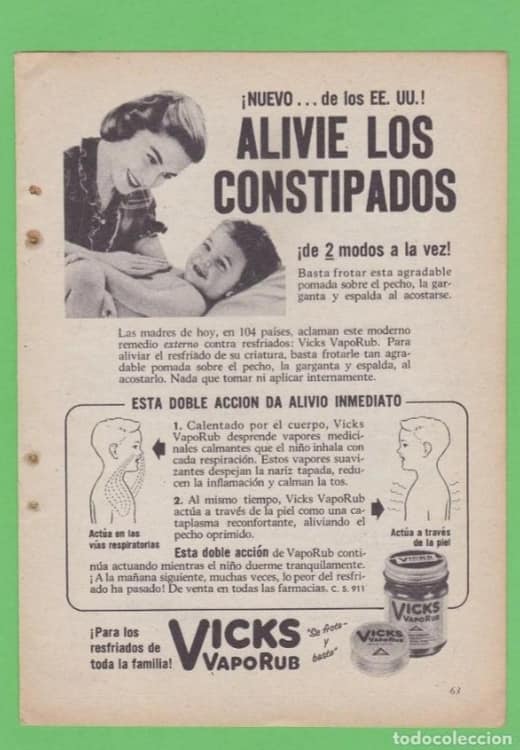 ¡NUEVO... de los EE. UU.!
ALIVIE LOS
CONSTIPADOS
¡de 2 modos a la vez!
Basta frotar esta agradable
pomada sobre el pecho, la gar-
ganta y espalda al acostarse.
Las madres de hoy, en 104 países, aclaman este moderno
remedio externo contra resfriados: Vicks VapoRub. Para
aliviar el resfriado de su criatura, basta frotarle tan agra-
dable pomada sobre el pecho, la garganta y espalda, al
acostarlo. Nada que tomar ni aplicar internamente.
ESTA DOBLE ACCION DA ALIVIO INMEDIATO
1. Calentado por el cuerpo, Vicks
VapoRub desprende vapores medici-
nales calmantes que el niño inhala con
cada respiración. Estos vapores suavi-
zantes despejan la nariz tapada, redu-
cen la inflamación y calman la tos.
2. Al mismo tiempo, Vicks VapoRub
actúa a través de la piel como una ca-
taplasma reconfortante, aliviando el
pecho oprimido.
Actúa en las
vías respiratorias
Actúa a través
de la piel
Esta doble acción de VapoRub conti-
núa actuando mientras el niño duerme tranquilamente.
¡A la mañana siguiente, muchas veces, lo peor del resfri-
ado ha pasado! De venta en todas las farmacias. C. S. 911
¡Para los
resfriados de
toda la familia!
VICKS
VAPORUB
"Se frota-
y
basta"
VICKS
VAPORUB
VICKS
VAPORUB
63
todocoleccion